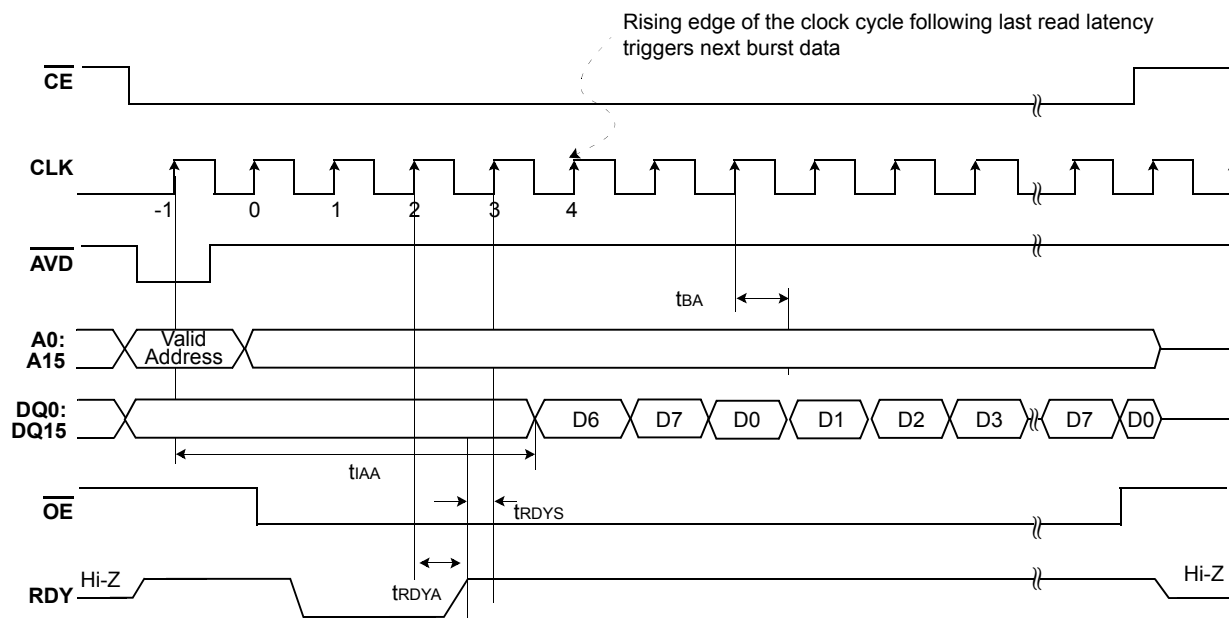 Rising edge of the clock cycle following last read latency
triggers next burst data
CE
CLK
-1 0 1 2 3 4
AVD
tBA
A0:
A15
Valid
Address
DQ0:
DQ15
D6 D7 D0 D1 D2 D3 D7 D0
tIAA
OE
tRDYS
Hi-Z
RDY
tRDYA
Hi-Z